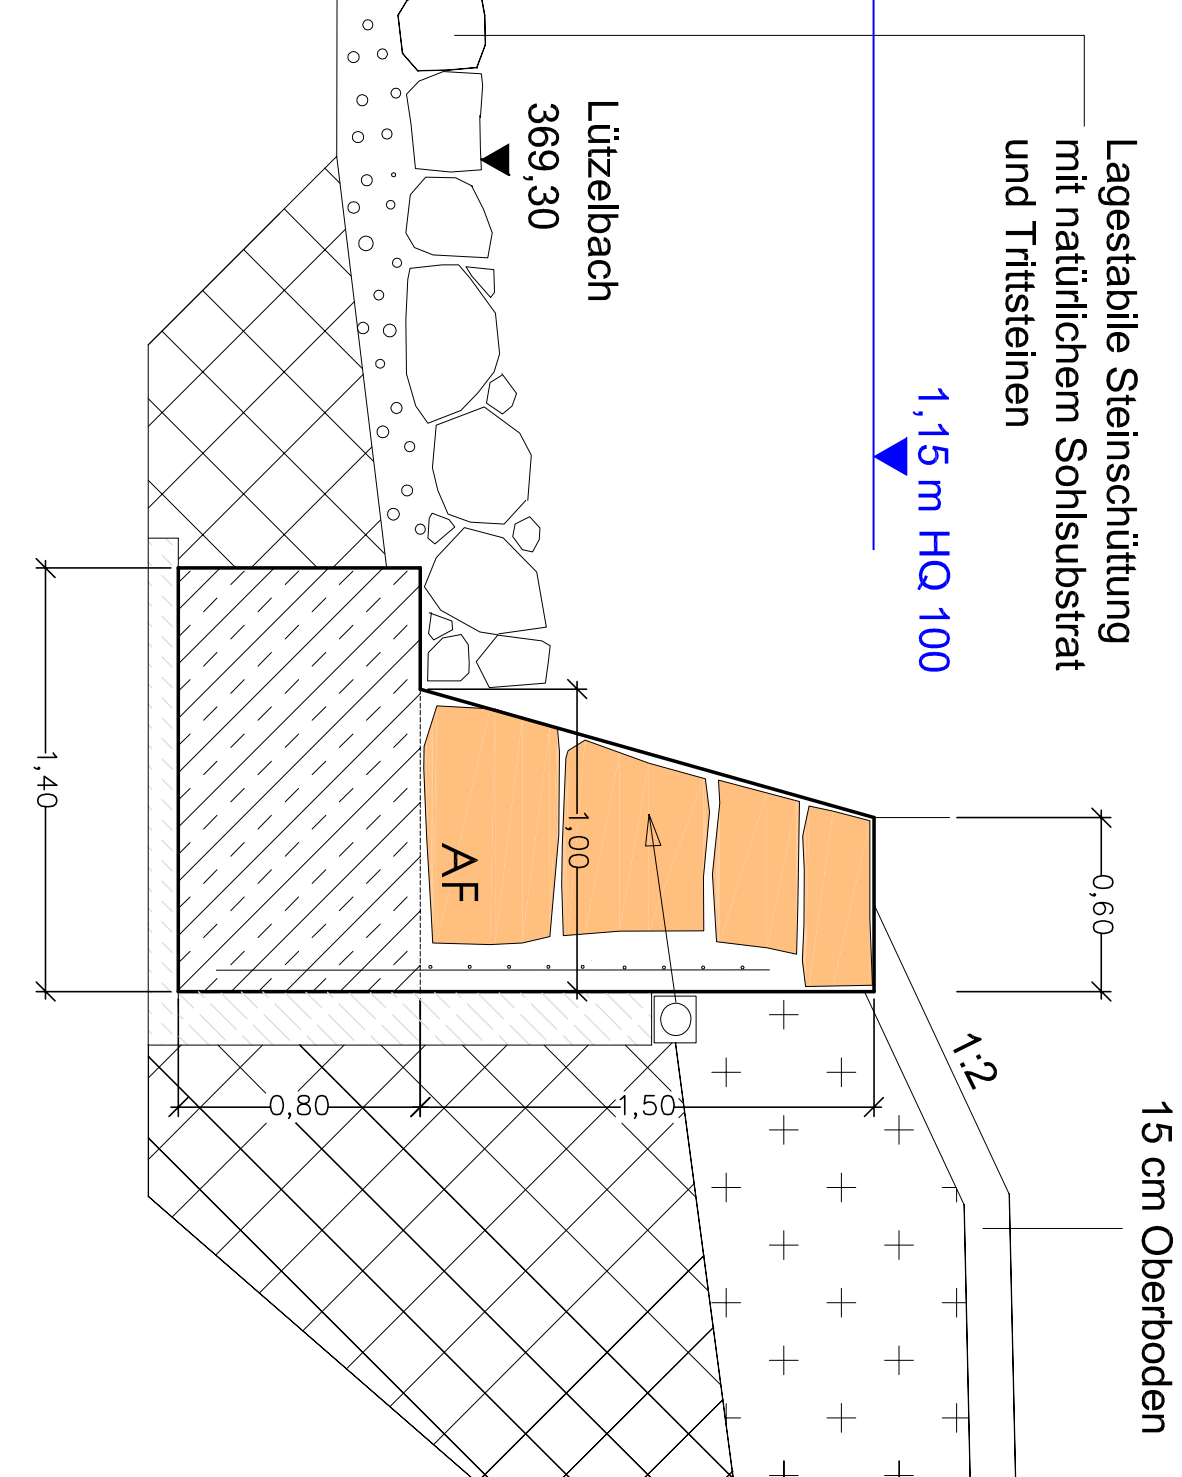 Lagestabile Steinschüttung
mit natürlichem Sohlsubstrat
und Trittsteinen
1,15 m HQ 100
Lützelbach
369,30
15 cm Oberboden
1:2
0,60
1,00
AF
1,50
0,80
1,40